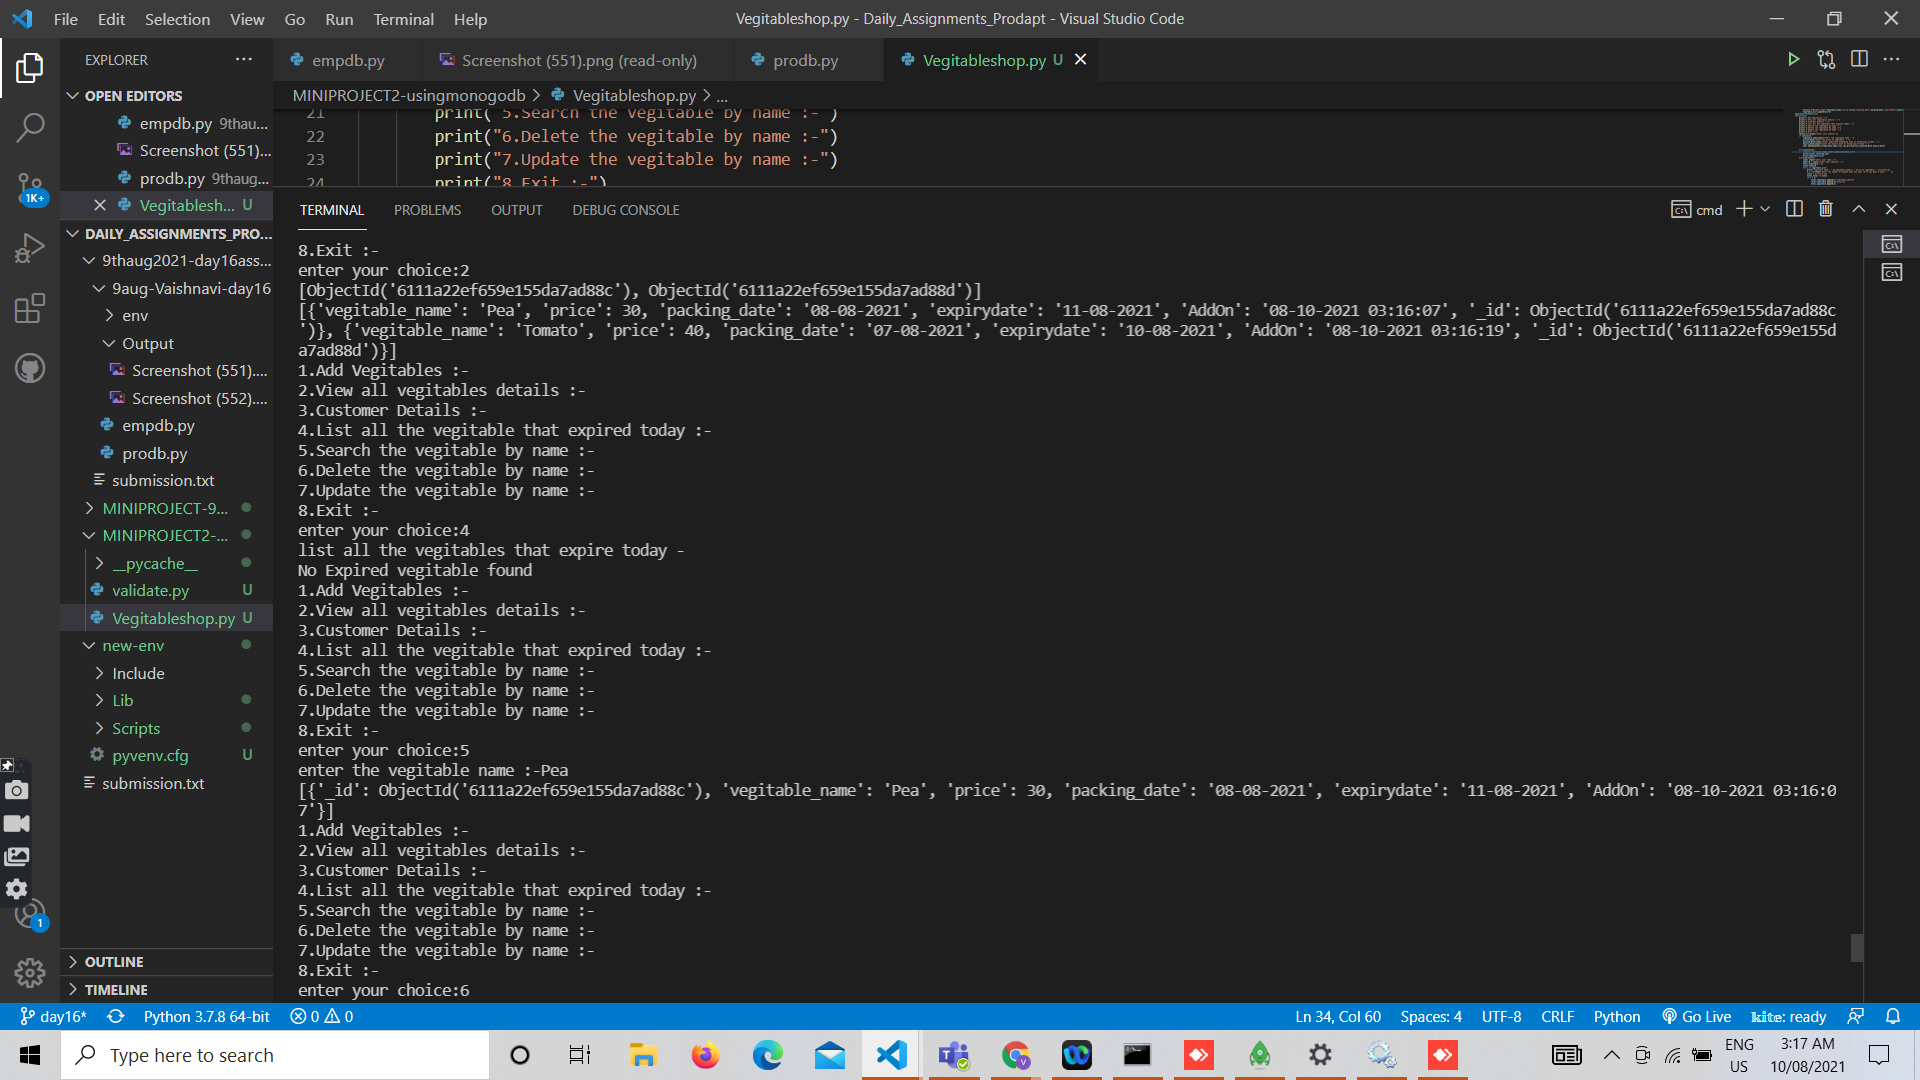 File Edit Selection View Go Run Terminal Help
Vegitableshop.py - Daily_Assignments_Prodapt - Visual Studio Code
EXPLORER
empdb.py
Screenshot (551).png (read-only)
prodb.py
Vegitableshop.py U
OPEN EDITORS
empdb.py 9thau...
Screenshot (551)...
prodb.py 9thaug...
Vegitablesh... U
DAILY_ASSIGNMENTS_PRO...
9thaug2021-day16ass...
9aug-Vaishnavi-day16
env
Output
Screenshot (551)....
Screenshot (552)....
empdb.py
prodb.py
submission.txt
MINIPROJECT-9...
MINIPROJECT2-...
__pycache__
validate.py U
Vegitableshop.py U
new-env
Include
Lib
Scripts
pyvenv.cfg U
submission.txt
OUTLINE
TIMELINE
1K+
1
MINIPROJECT2-usingmonogodb > Vegitableshop.py > ...
21 print("5.Search the vegitable by name :-")
22 print("6.Delete the vegitable by name :-")
23 print("7.Update the vegitable by name :-")
24 print("8.Exit :-")
TERMINAL PROBLEMS OUTPUT DEBUG CONSOLE
cmd
8.Exit :-
enter your choice:2
[ObjectId('6111a22ef659e155da7ad88c'), ObjectId('6111a22ef659e155da7ad88d')]
[{'vegitable_name': 'Pea', 'price': 30, 'packing_date': '08-08-2021', 'expirydate': '11-08-2021', 'AddOn': '08-10-2021 03:16:07', '_id': ObjectId('6111a22ef659e155da7ad88c
')}, {'vegitable_name': 'Tomato', 'price': 40, 'packing_date': '07-08-2021', 'expirydate': '10-08-2021', 'AddOn': '08-10-2021 03:16:19', '_id': ObjectId('6111a22ef659e155d
a7ad88d')}]
1.Add Vegitables :-
2.View all vegitables details :-
3.Customer Details :-
4.List all the vegitable that expired today :-
5.Search the vegitable by name :-
6.Delete the vegitable by name :-
7.Update the vegitable by name :-
8.Exit :-
enter your choice:4
list all the vegitables that expire today -
No Expired vegitable found
1.Add Vegitables :-
2.View all vegitables details :-
3.Customer Details :-
4.List all the vegitable that expired today :-
5.Search the vegitable by name :-
6.Delete the vegitable by name :-
7.Update the vegitable by name :-
8.Exit :-
enter your choice:5
enter the vegitable name :-Pea
[{'_id': ObjectId('6111a22ef659e155da7ad88c'), 'vegitable_name': 'Pea', 'price': 30, 'packing_date': '08-08-2021', 'expirydate': '11-08-2021', 'AddOn': '08-10-2021 03:16:0
7'}]
1.Add Vegitables :-
2.View all vegitables details :-
3.Customer Details :-
4.List all the vegitable that expired today :-
5.Search the vegitable by name :-
6.Delete the vegitable by name :-
7.Update the vegitable by name :-
8.Exit :-
enter your choice:6
day16* Python 3.7.8 64-bit 0 0
Ln 34, Col 60 Spaces: 4 UTF-8 CRLF Python Go Live kite: ready
Type here to search
ENG
US
3:17 AM
10/08/2021